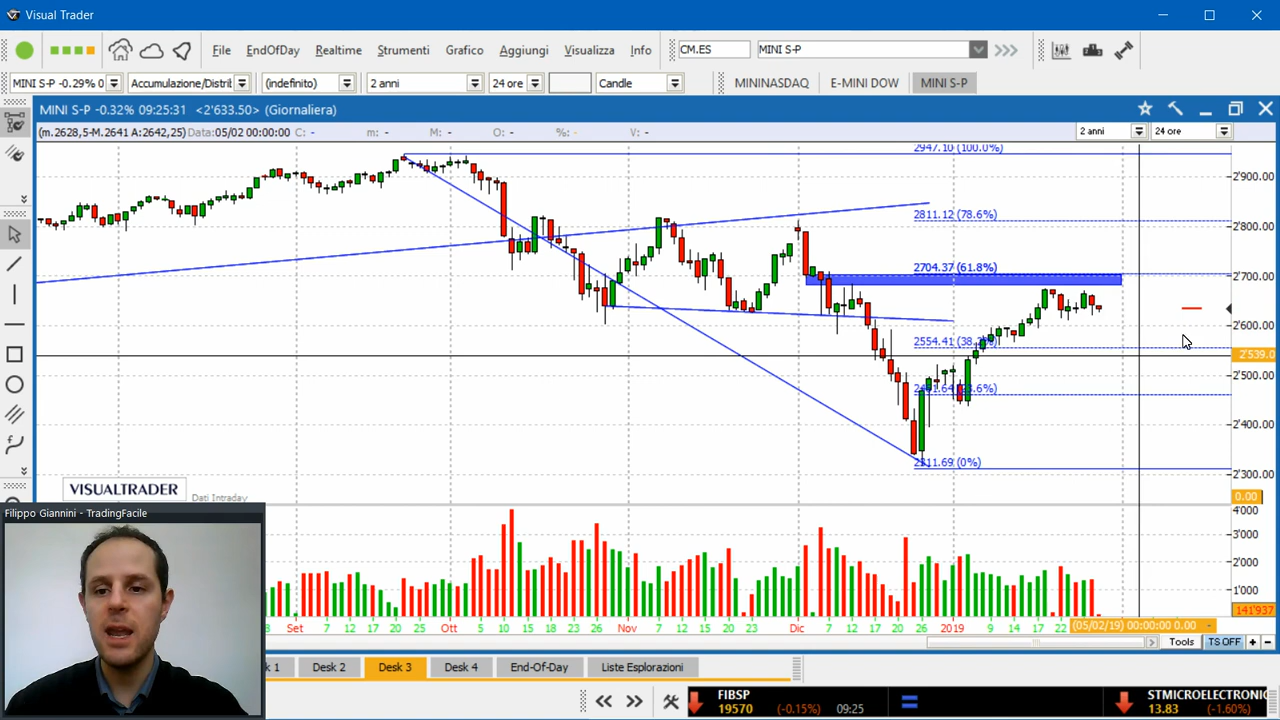 Visual Trader
File EndOfDay Realtime Strumenti Grafico Aggiungi Visualizza Info CM.ES MINI S-P
MINI S-P -0.29% 0 Accumulazione/Distril (indefinito) 2 anni 24 ore Candle MININASDAQ E-MINI DOW MINI S-P
MINI S-P -0.32% 09:25:31 <2'633.50> (Giornaliera)
(m.2628,5-M.2641 A:2642,25) Data:05/02 00:00:00 C: - m: - M: - O: - %: - V: - 2 anni 24 ore
2947.10 (100.0%)
2'900.00
2811.12 (78.6%)
2'800.00
2704.37 (61.8%)
2'700.00
2'600.00
2554.41 (38.2%)
2'539.0
2'500.00
2'400.00
2311.69 (0%)
2'300.00
VISUALTRADER
Dati Intraday
0.00
4000
3'000
2'000
1'000
141'937
Filippo Giannini - TradingFacile
Set 7 12 17 20 25 Ott 4 9 12 18 23 26 Nov 7 12 15 20 23 Dic 7 12 17 20 26 2019 9 14 17 22 (05/02/19) 00:00:00 0.00
Tools TS OFF + -
Desk 2 Desk 3 Desk 4 End-Of-Day Liste Esplorazioni
FIBSP
19570 (-0.15%) 09:25
STMICROELECTRONIC
13.83 (-1.60%)